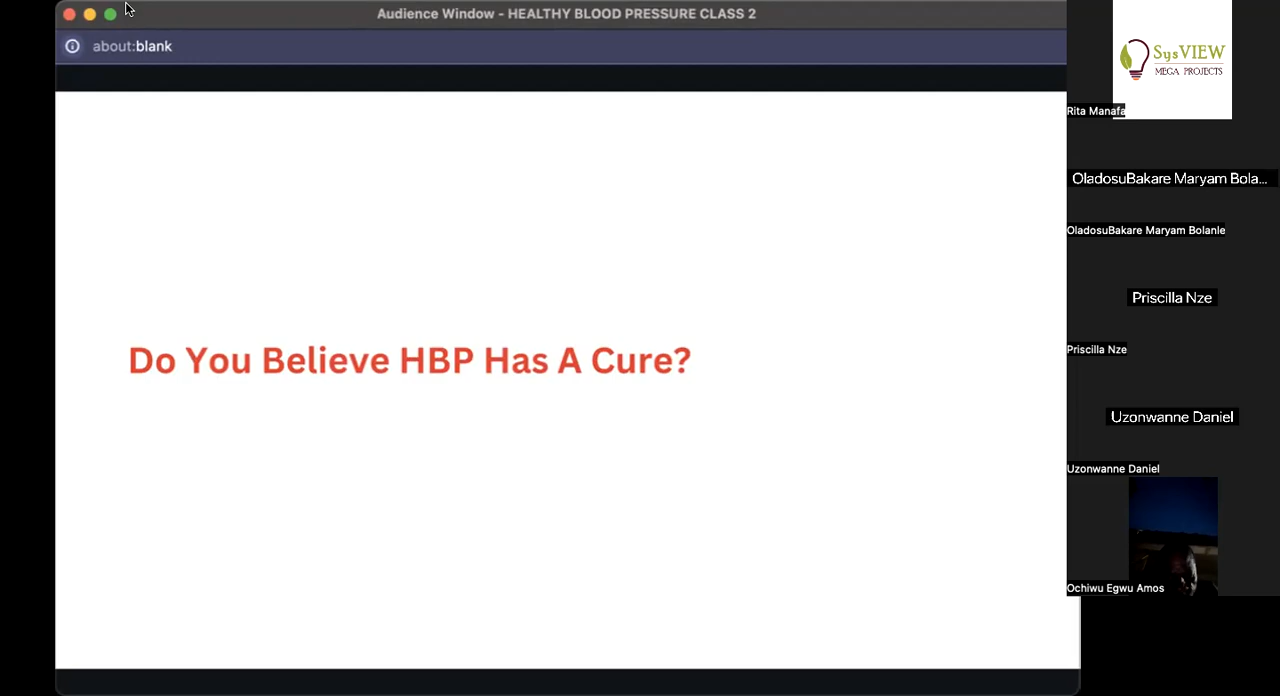 Audience Window - HEALTHY BLOOD PRESSURE CLASS 2
about:blank
Do You Believe HBP Has A Cure?
SysVIEW
MEGA PROJECTS
Rita Manafa
OladosuBakare Maryam Bola...
OladosuBakare Maryam Bolanle
Priscilla Nze
Priscilla Nze
Uzonwanne Daniel
Uzonwanne Daniel
Ochiwu Egwu Amos